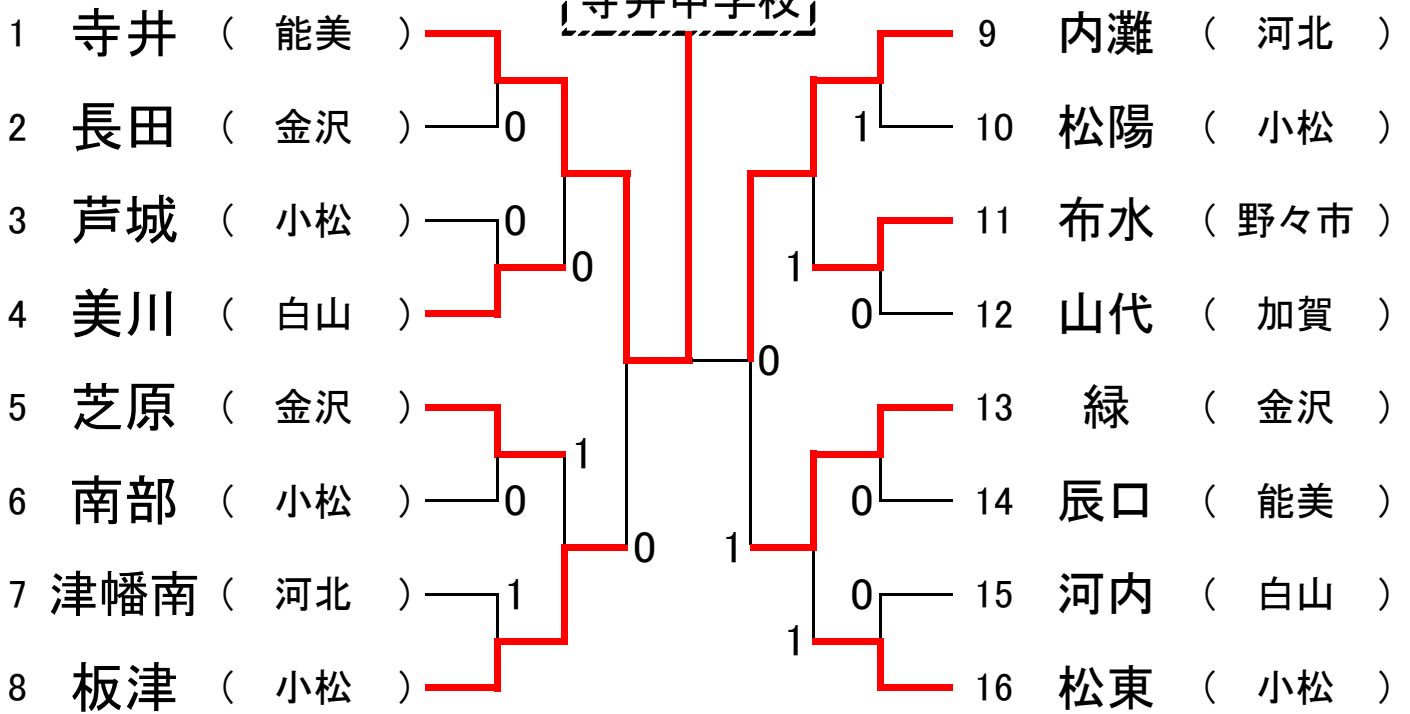 寺井中学校
1 寺井 ( 能美 )
2 長田 ( 金沢 ) 0
3 芦城 ( 小松 ) 0
0
4 美川 ( 白山 )
5 芝原 ( 金沢 )
1
6 南部 ( 小松 ) 0
0
7 津幡南 ( 河北 ) 1
8 板津 ( 小松 )
9 内灘 ( 河北 )
1 10 松陽 ( 小松 )
11 布水 ( 野々市 )
1
0 12 山代 ( 加賀 )
0
13 緑 ( 金沢 )
0 14 辰口 ( 能美 )
1
0 15 河内 ( 白山 )
1
16 松東 ( 小松 )